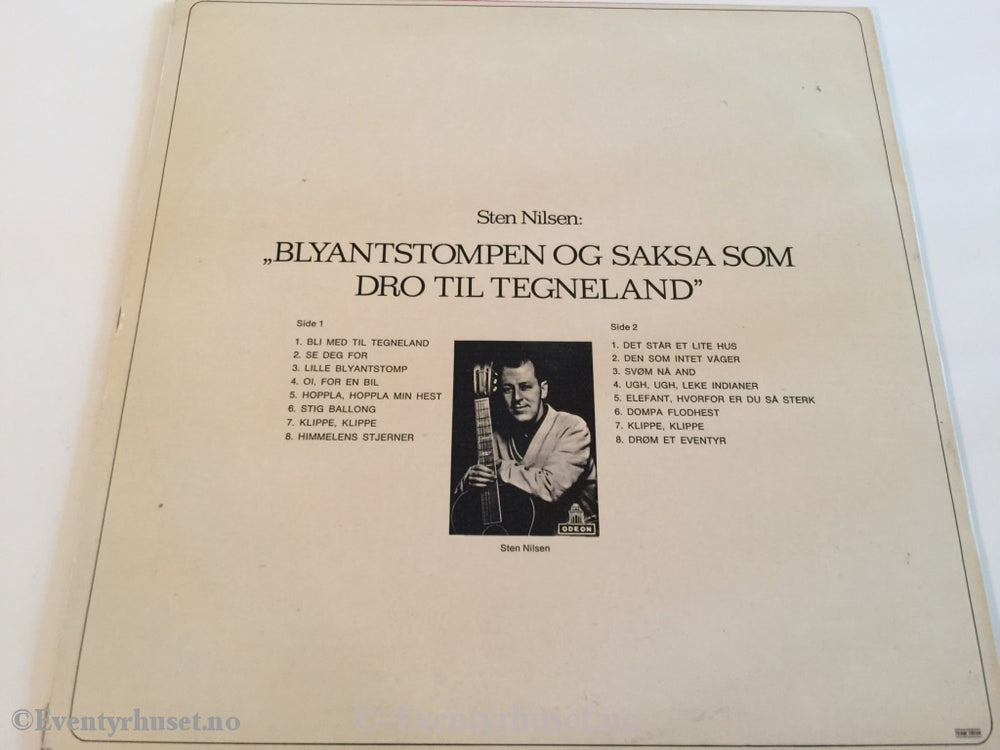 Sten Nilsen:
„BLYANTSTOMPEN OG SAKSA SOM
DRO TIL TEGNELAND”
Side 1
1. BLI MED TIL TEGNELAND
2. SE DEG FOR
3. LILLE BLYANTSTOMP
4. OI, FOR EN BIL
5. HOPPLA, HOPPLA MIN HEST
6. STIG BALLONG
7. KLIPPE, KLIPPE
8. HIMMELENS STJERNER
Side 2
1. DET STÅR ET LITE HUS
2. DEN SOM INTET VÅGER
3. SVØM NÅ AND
4. UGH, UGH, LEKE INDIANER
5. ELEFANT, HVORFOR ER DU SÅ STERK
6. DOMPA FLODHEST
7. KLIPPE, KLIPPE
8. DRØM ET EVENTYR
ODEON
Sten Nilsen
©Eventyrhuset.no
© Eventyrhuset.no